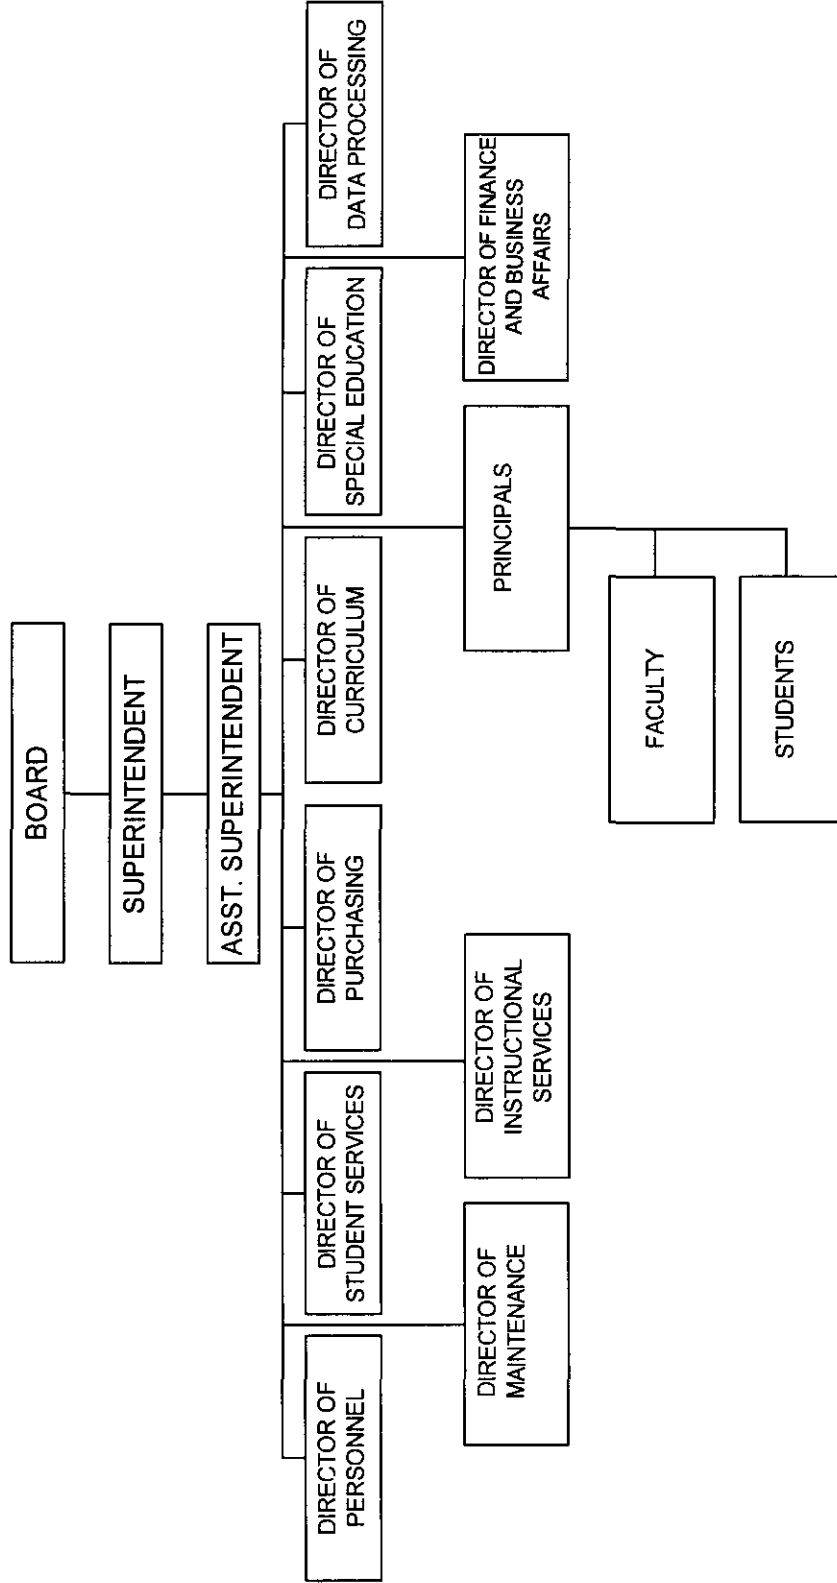 BOARD
SUPERINTENDENT
ASST. SUPERINTENDENT
DIRECTOR OF
PERSONNEL
DIRECTOR OF
STUDENT SERVICES
DIRECTOR OF
PURCHASING
DIRECTOR OF
CURRICULUM
DIRECTOR OF
SPECIAL EDUCATION
DIRECTOR OF
DATA PROCESSING
DIRECTOR OF
MAINTENANCE
DIRECTOR OF
INSTRUCTIONAL
SERVICES
PRINCIPALS
DIRECTOR OF FINANCE
AND BUSINESS
AFFAIRS
FACULTY
STUDENTS